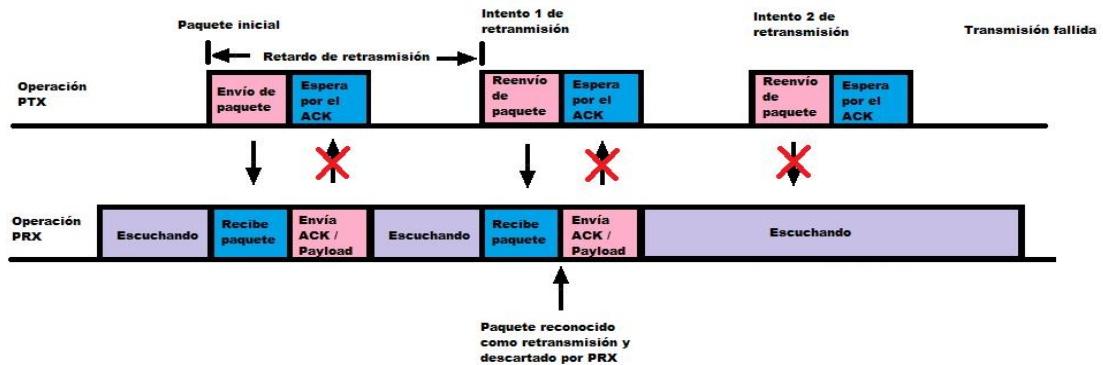 Paquete inicial
Intento 1 de
retranmisión
Intento 2 de
retransmisión
Transmisión fallida
Retardo de retrasmisión
Operación
PTX
Envío de
paquete
Espera
por el
ACK
Reenvío
de
paquete
Espera
por el
ACK
Reenvío
de
paquete
Espera
por el
ACK
Operación
PRX
Escuchando
Recibe
paquete
Envía
ACK /
Payload
Escuchando
Recibe
paquete
Envía
ACK /
Payload
Escuchando
Paquete reconocido
como retransmisión y
descartado por PRX